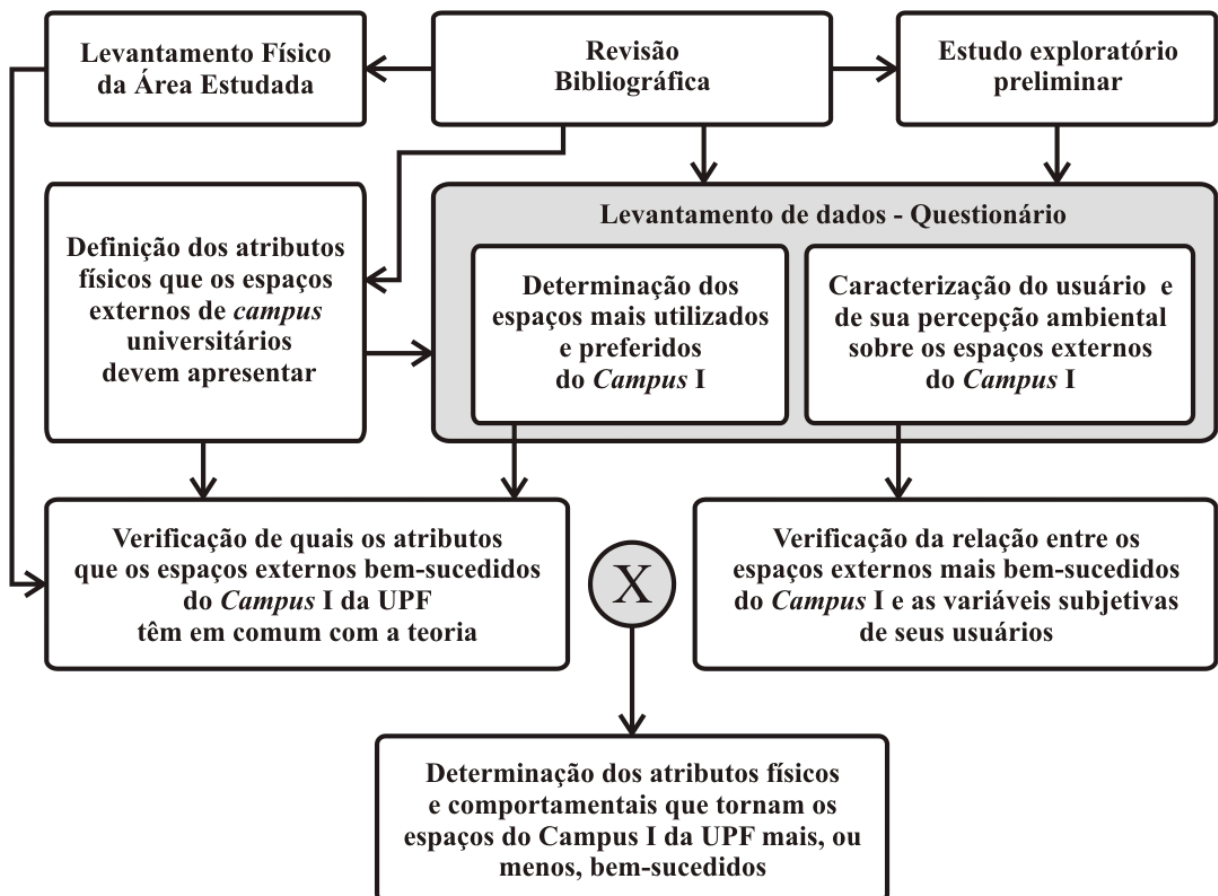 Levantamento Físico
da Área Estudada
Revisão
Bibliográfica
Estudo exploratório
preliminar
Definição dos atributos
físicos que os espaços
externos de campus
universitários
devem apresentar
Levantamento de dados - Questionário
Determinação dos
espaços mais utilizados
e preferidos
do Campus I
Caracterização do usuário e
de sua percepção ambiental
sobre os espaços externos
do Campus I
Verificação de quais os atributos
que os espaços externos bem-sucedidos
do Campus I da UPF
têm em comum com a teoria
X
Verificação da relação entre os
espaços externos mais bem-sucedidos
do Campus I e as variáveis subjetivas
de seus usuários
Determinação dos atributos físicos
e comportamentais que tornam os
espaços do Campus I da UPF mais, ou
menos, bem-sucedidos